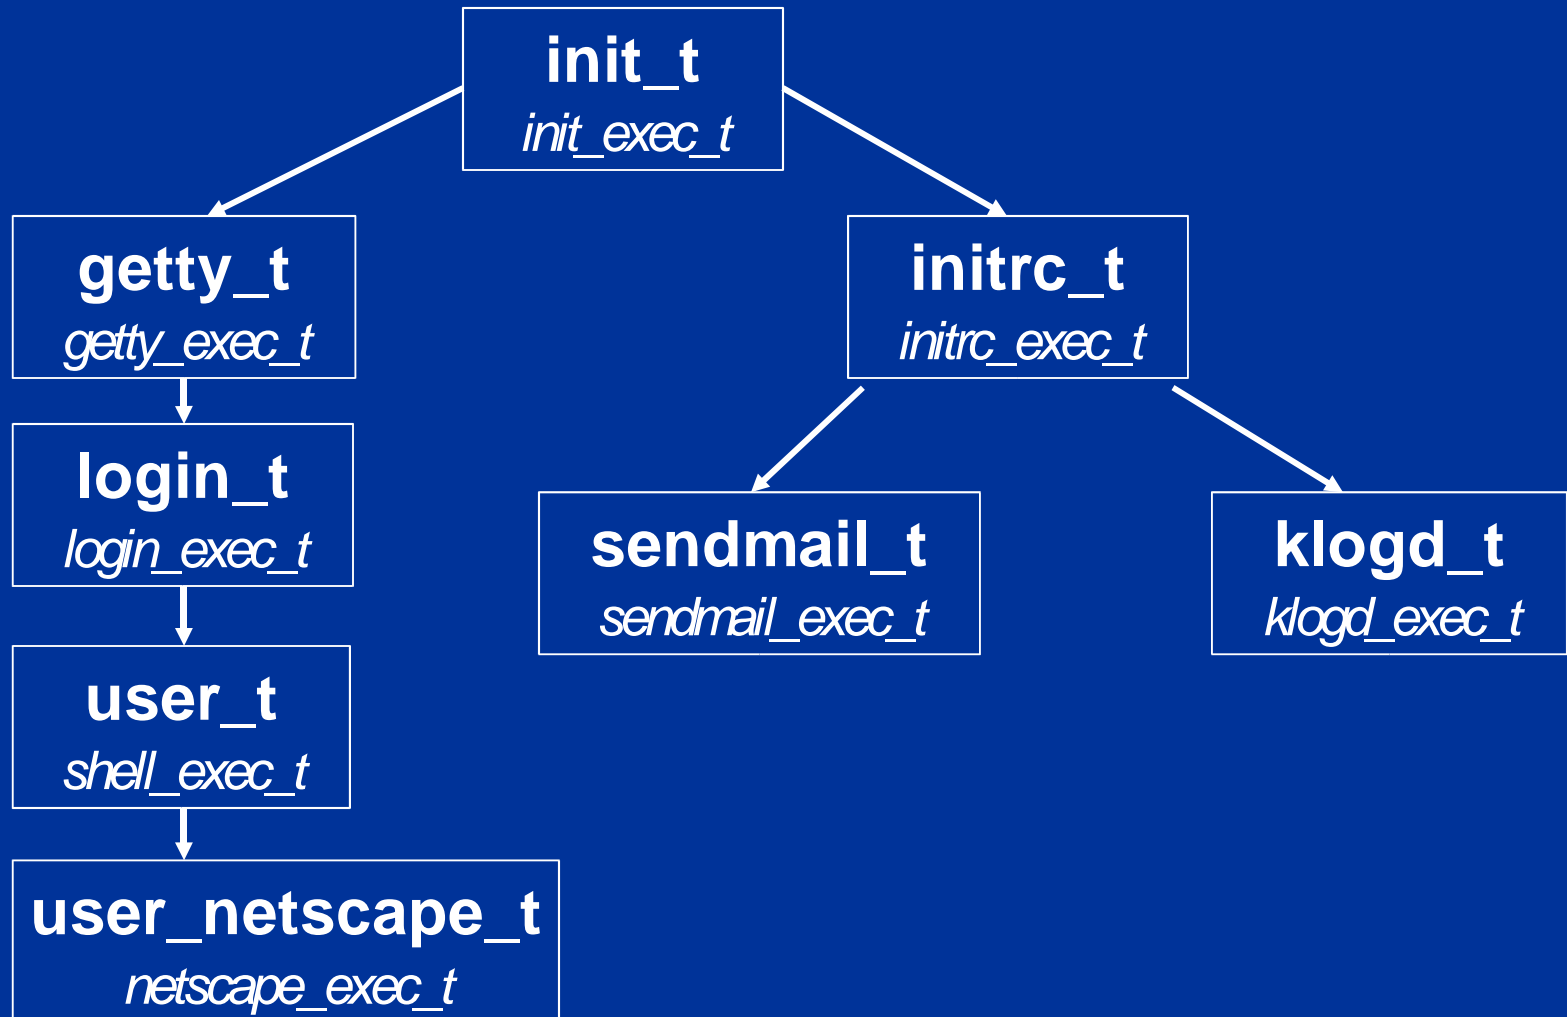 init_t
init_exec_t
getty_t
getty_exec_t
initrc_t
initrc_exec_t
login_t
login_exec_t
sendmail_t
sendmail_exec_t
klogd_t
klogd_exec_t
user_t
shell_exec_t
user_netscape_t
netscape_exec_t